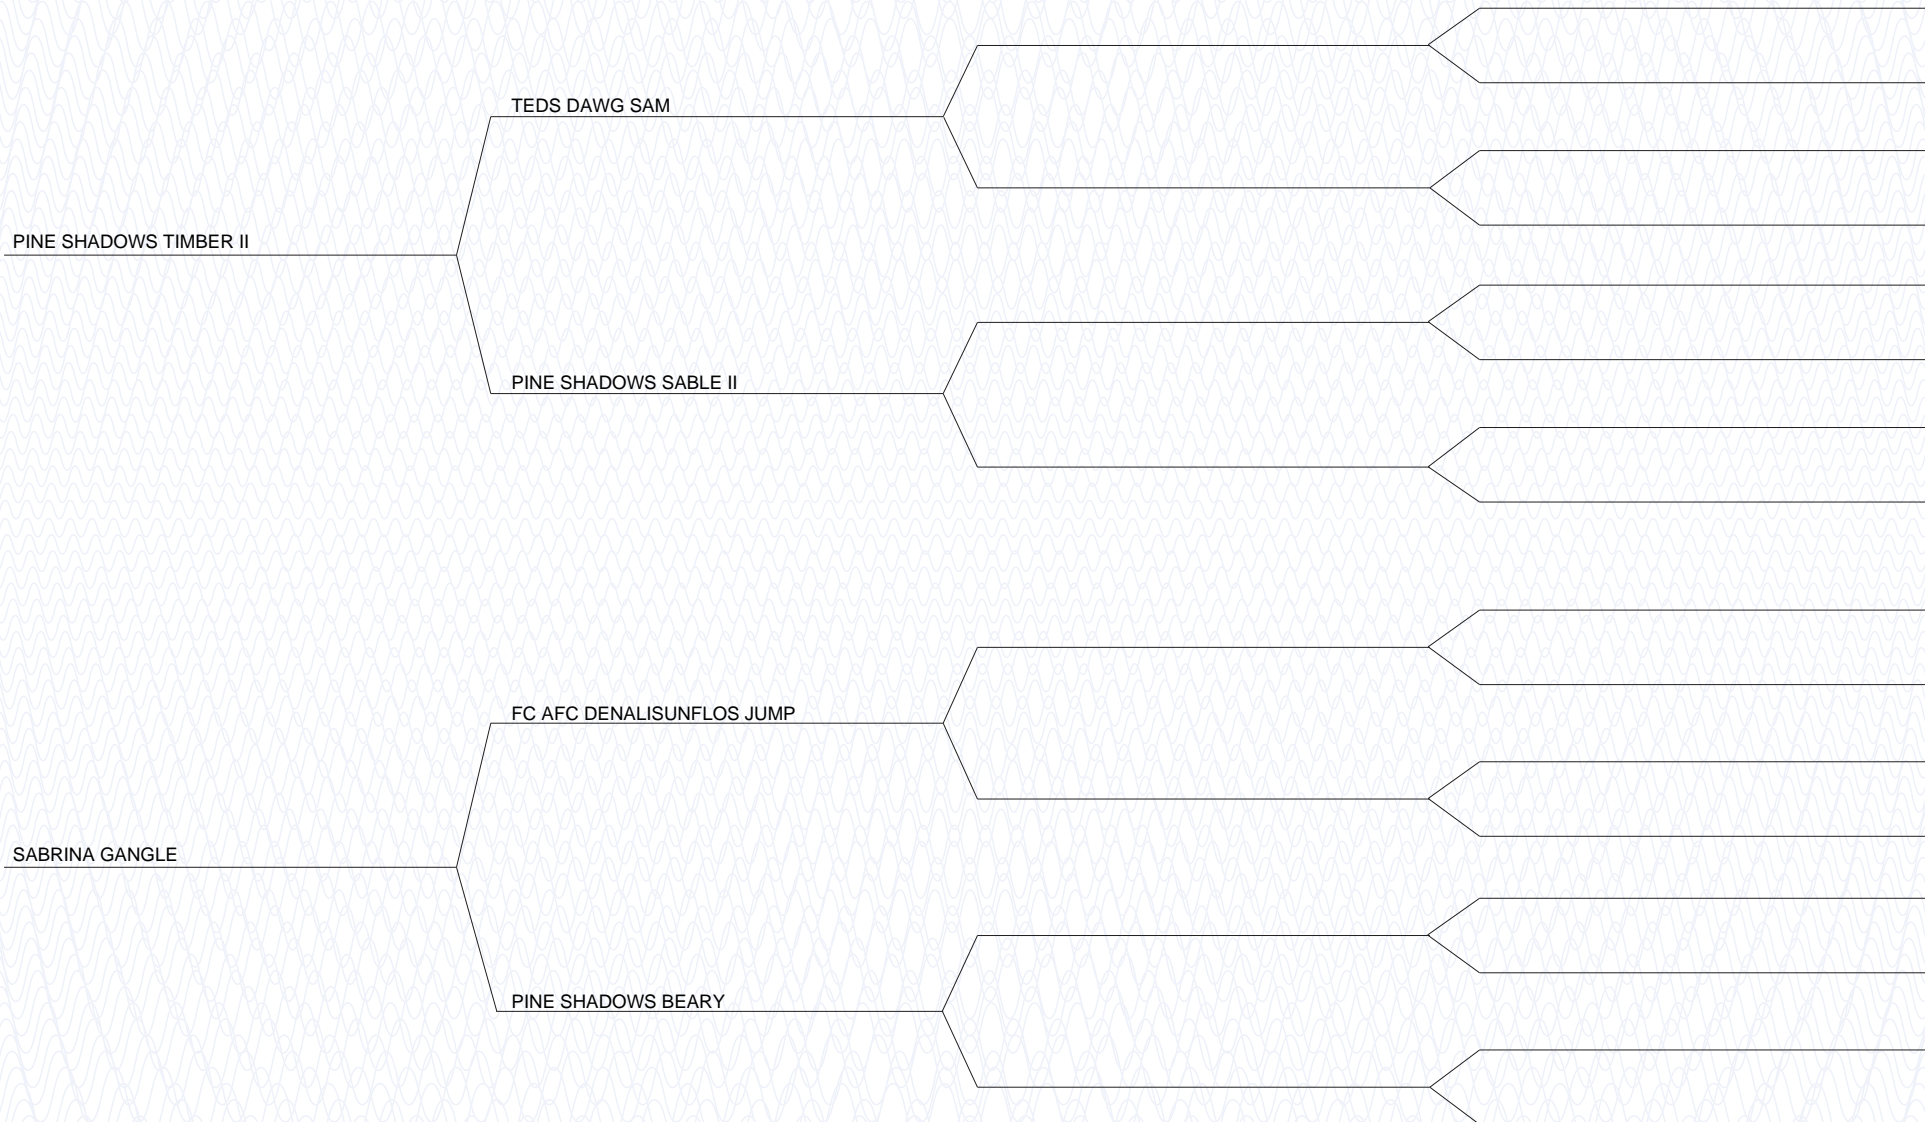 TEDS DAWG SAM
PINE SHADOWS TIMBER II
PINE SHADOWS SABLE II
FC AFC DENALISUNFLOS JUMP
SABRINA GANGLE
PINE SHADOWS BEARY